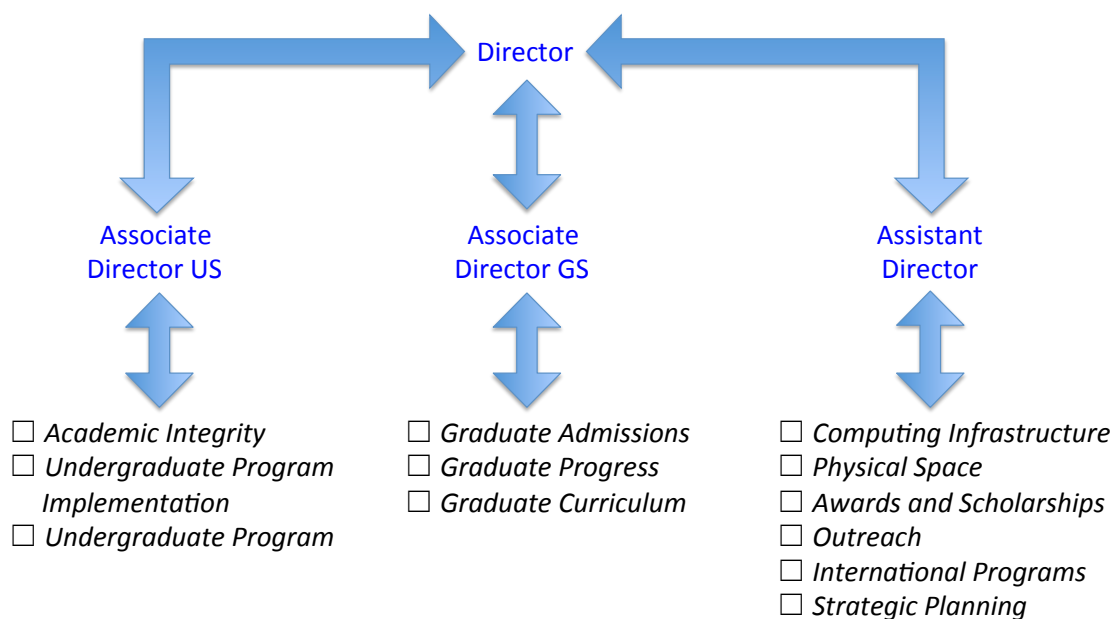 Director
Associate
Director US
Associate
Director GS
Assistant
Director
☐ Academic Integrity
☐ Undergraduate Program
Implementation
☐ Undergraduate Program
☐ Graduate Admissions
☐ Graduate Progress
☐ Graduate Curriculum
☐ Computing Infrastructure
☐ Physical Space
☐ Awards and Scholarships
☐ Outreach
☐ International Programs
☐ Strategic Planning